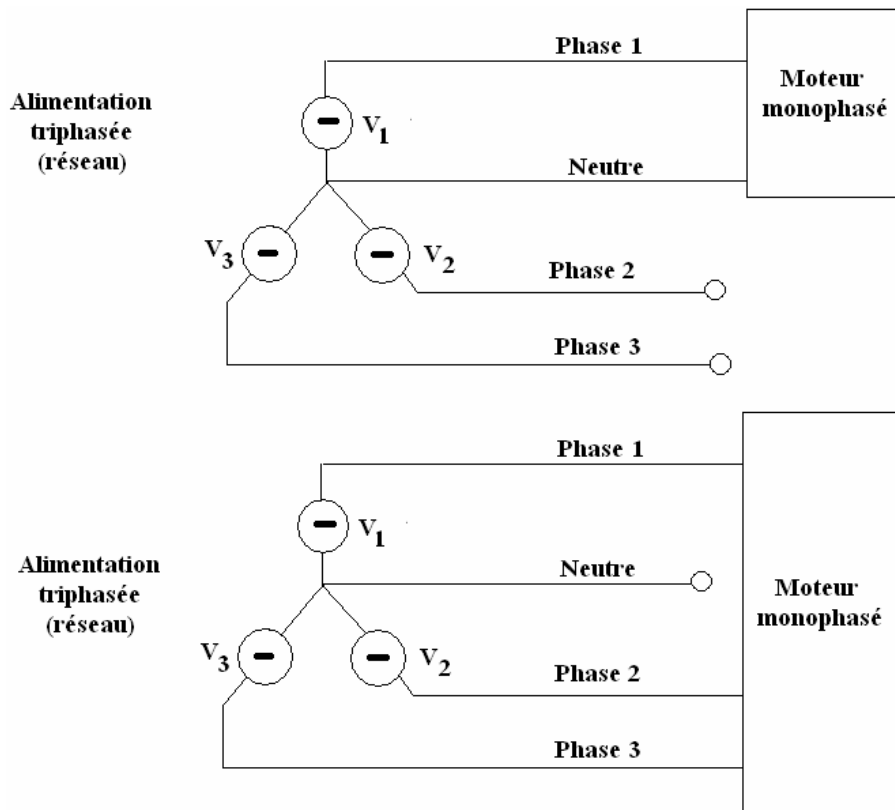 Phase 1
Moteur
monophasé
Alimentation
triphasée
(réseau)
V1
Neutre
V3
V2
Phase 2
Phase 3
Phase 1
Alimentation
triphasée
(réseau)
V1
Neutre
Moteur
monophasé
V3
V2
Phase 2
Phase 3